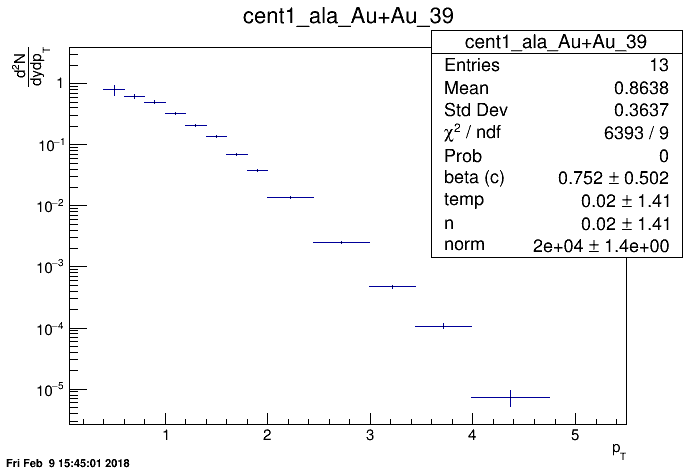 cent1_ala_Au+Au_39
d²N
dydp_T
cent1_ala_Au+Au_39
Entries 13
Mean 0.8638
Std Dev 0.3637
χ² / ndf 6393 / 9
Prob 0
beta (c) 0.752 ± 0.502
temp 0.02 ± 1.41
n 0.02 ± 1.41
norm 2e+04 ± 1.4e+00
1
10⁻¹
10⁻²
10⁻³
10⁻⁴
10⁻⁵
1 2 3 4 5
p_T
Fri Feb 9 15:45:01 2018